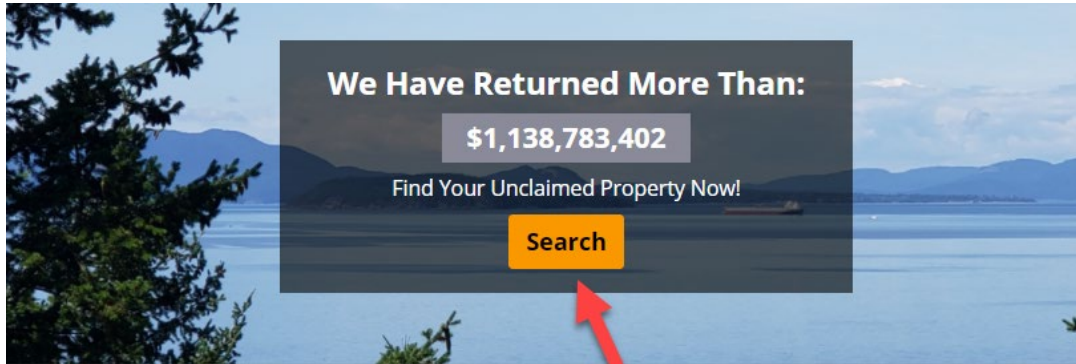 We Have Returned More Than:
$1,138,783,402
Find Your Unclaimed Property Now!
Search